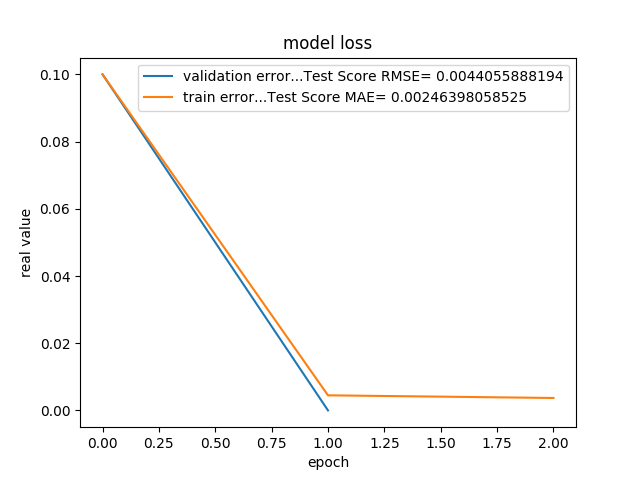 model loss
validation error...Test Score RMSE= 0.0044055888194
train error...Test Score MAE= 0.00246398058525
real value
0.10
0.08
0.06
0.04
0.02
0.00
0.00 0.25 0.50 0.75 1.00 1.25 1.50 1.75 2.00
epoch